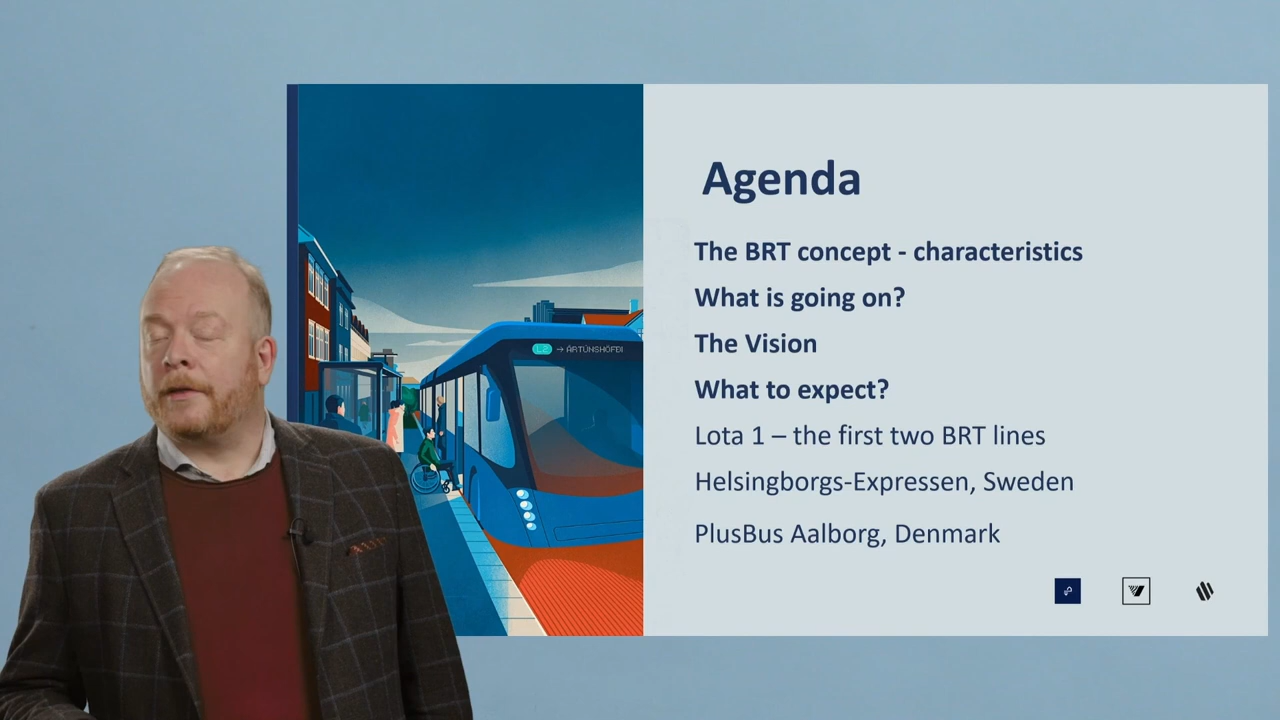 L2 → ÁRTÚNSHÖFÐI
Agenda
The BRT concept - characteristics
What is going on?
The Vision
What to expect?
Lota 1 – the first two BRT lines
Helsingborgs-Expressen, Sweden
PlusBus Aalborg, Denmark